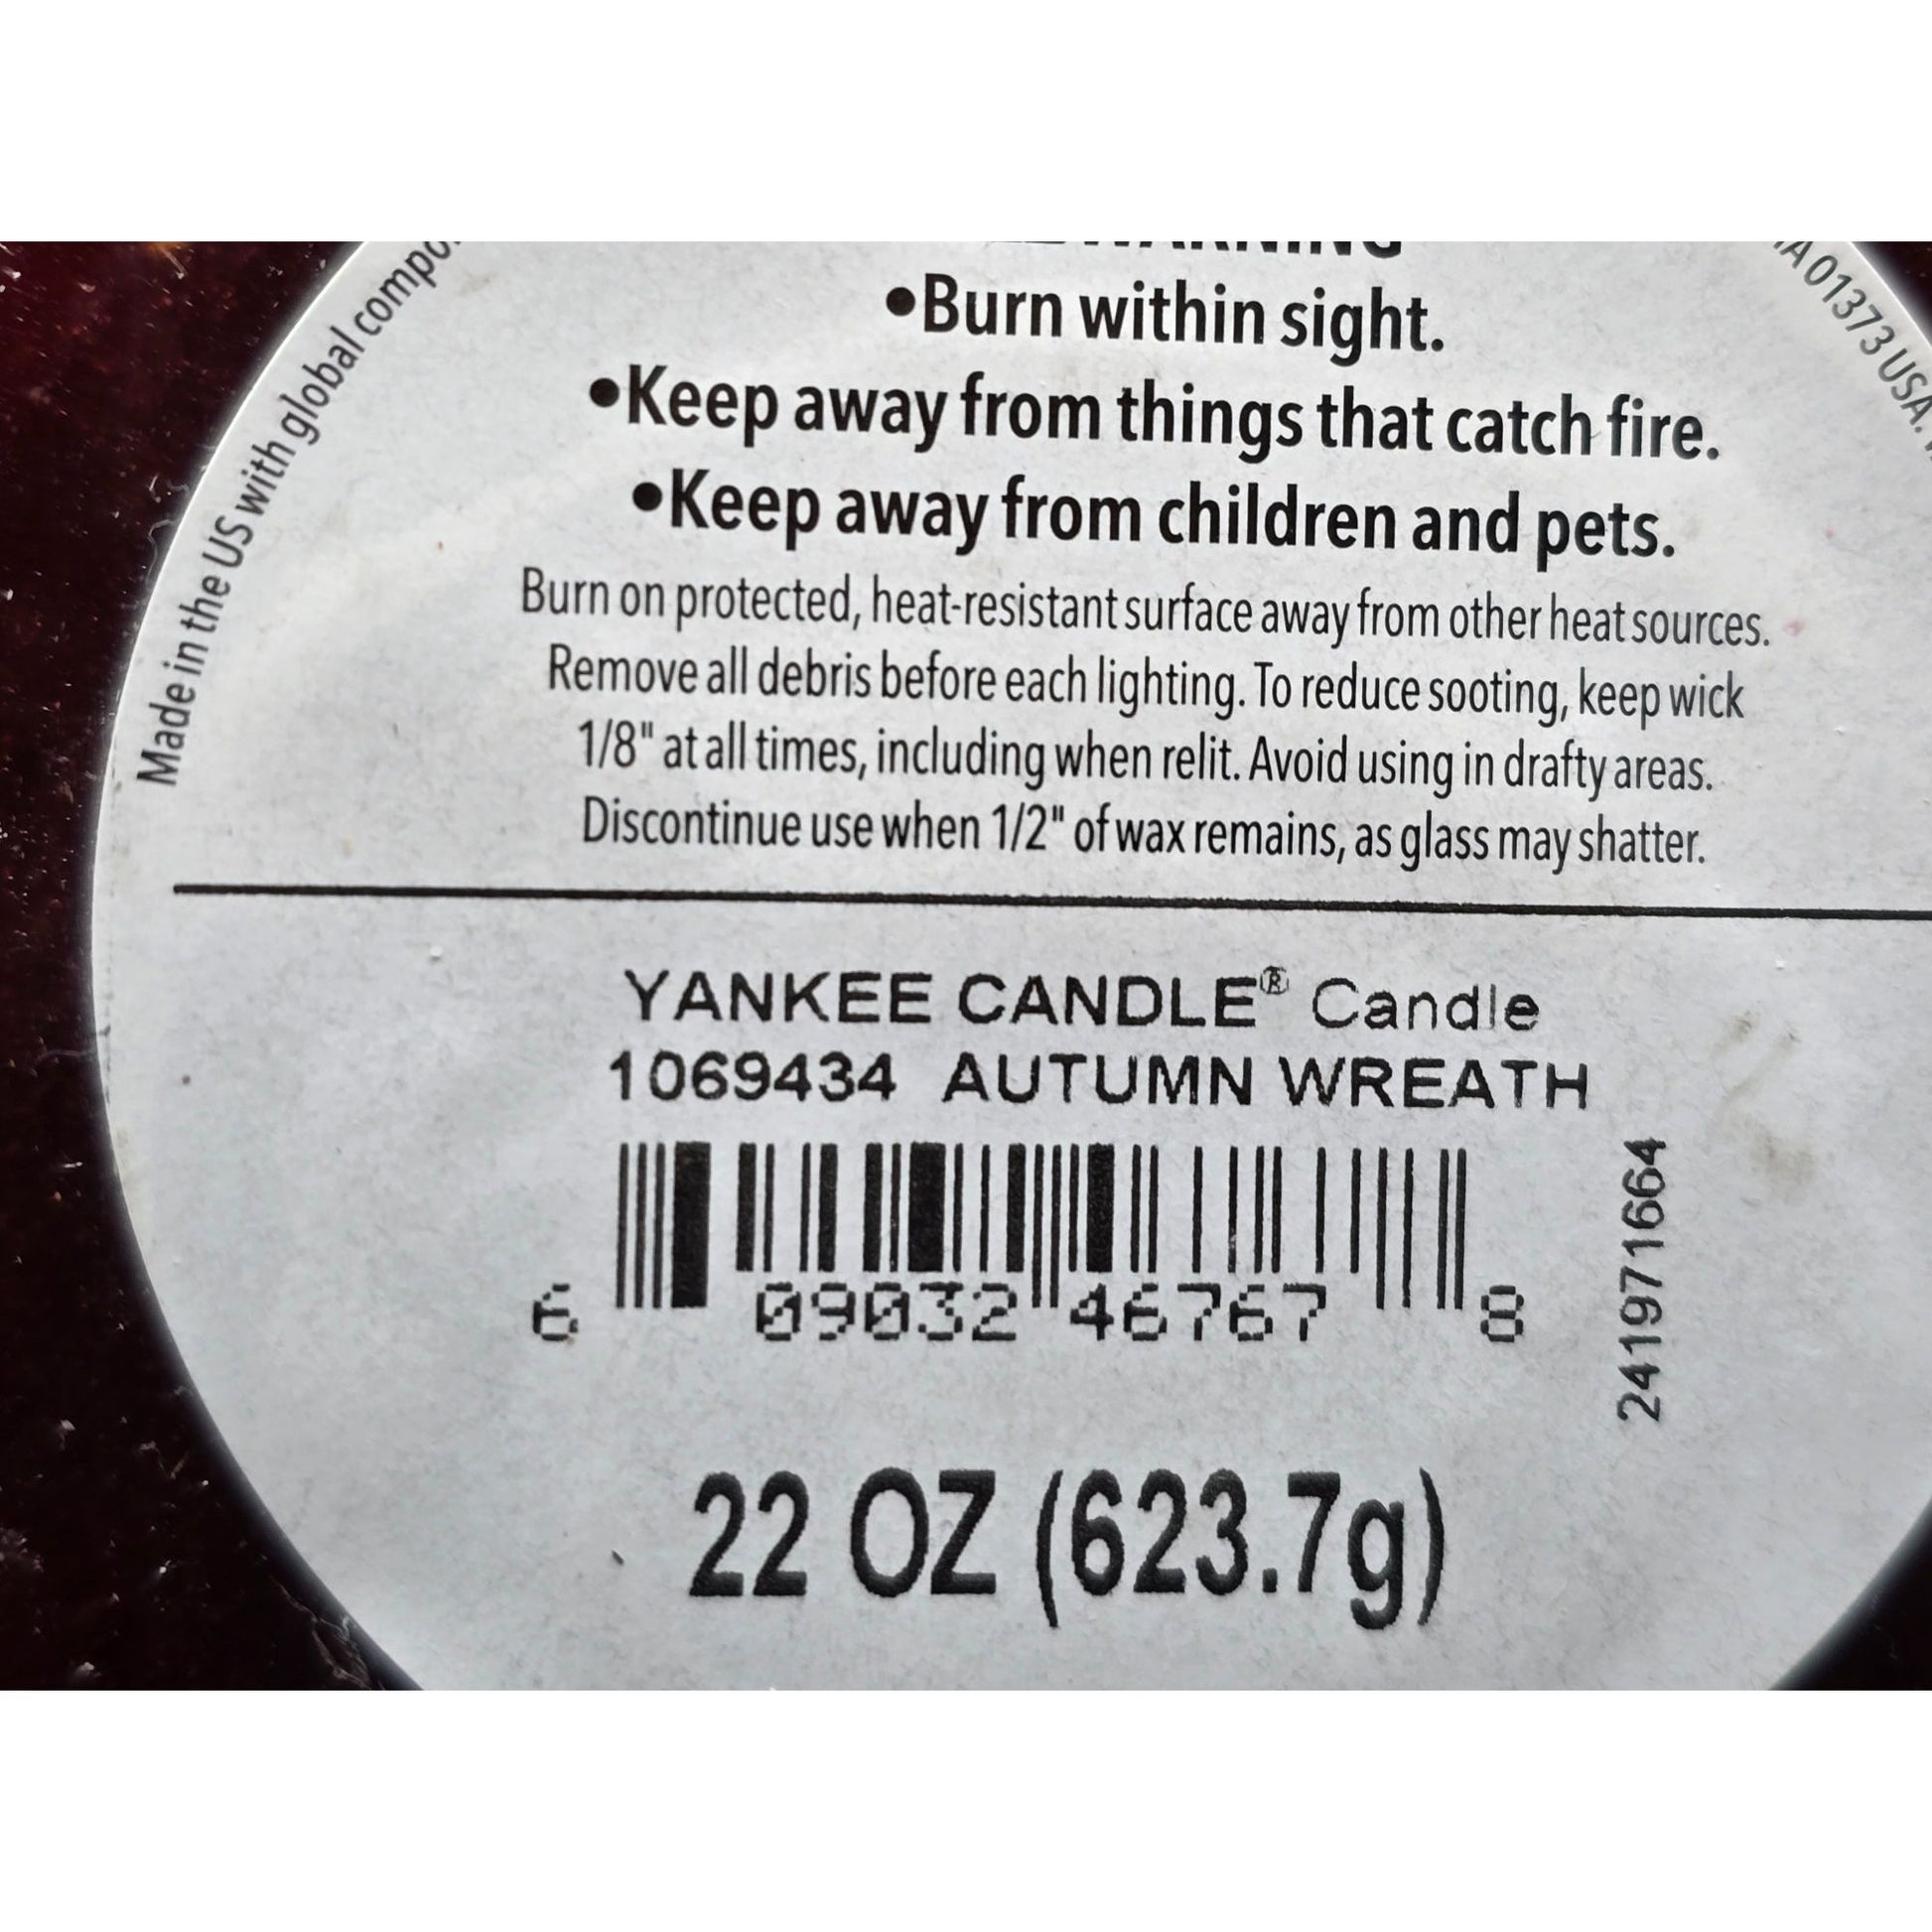 WARNING
•Burn within sight.
•Keep away from things that catch fire.
•Keep away from children and pets.
Burn on protected, heat-resistant surface away from other heat sources.
Remove all debris before each lighting. To reduce sooting, keep wick
1/8" at all times, including when relit. Avoid using in drafty areas.
Discontinue use when 1/2" of wax remains, as glass may shatter.
Made in the US with global
01373 USA.
YANKEE CANDLE® Candle
1069434 AUTUMN WREATH
6 09032 46767 8
241971664
22 OZ (623.7g)